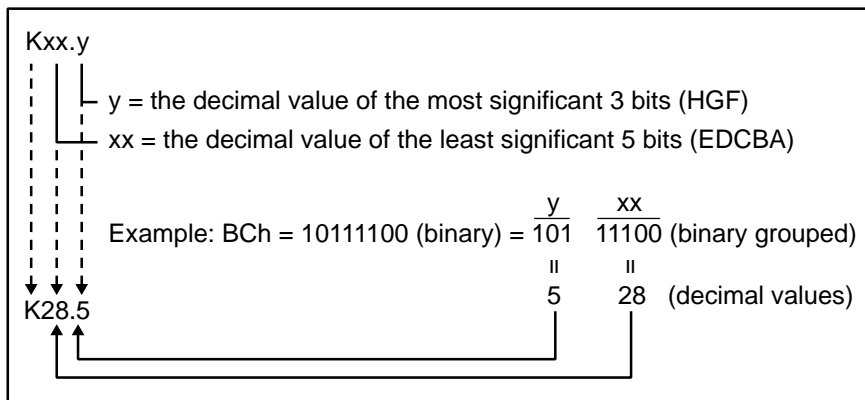 Kxx.y
y = the decimal value of the most significant 3 bits (HGF)
xx = the decimal value of the least significant 5 bits (EDCBA)
y xx
Example: BCh = 10111100 (binary) = 101 11100 (binary grouped)
= =
5 28 (decimal values)
K28.5